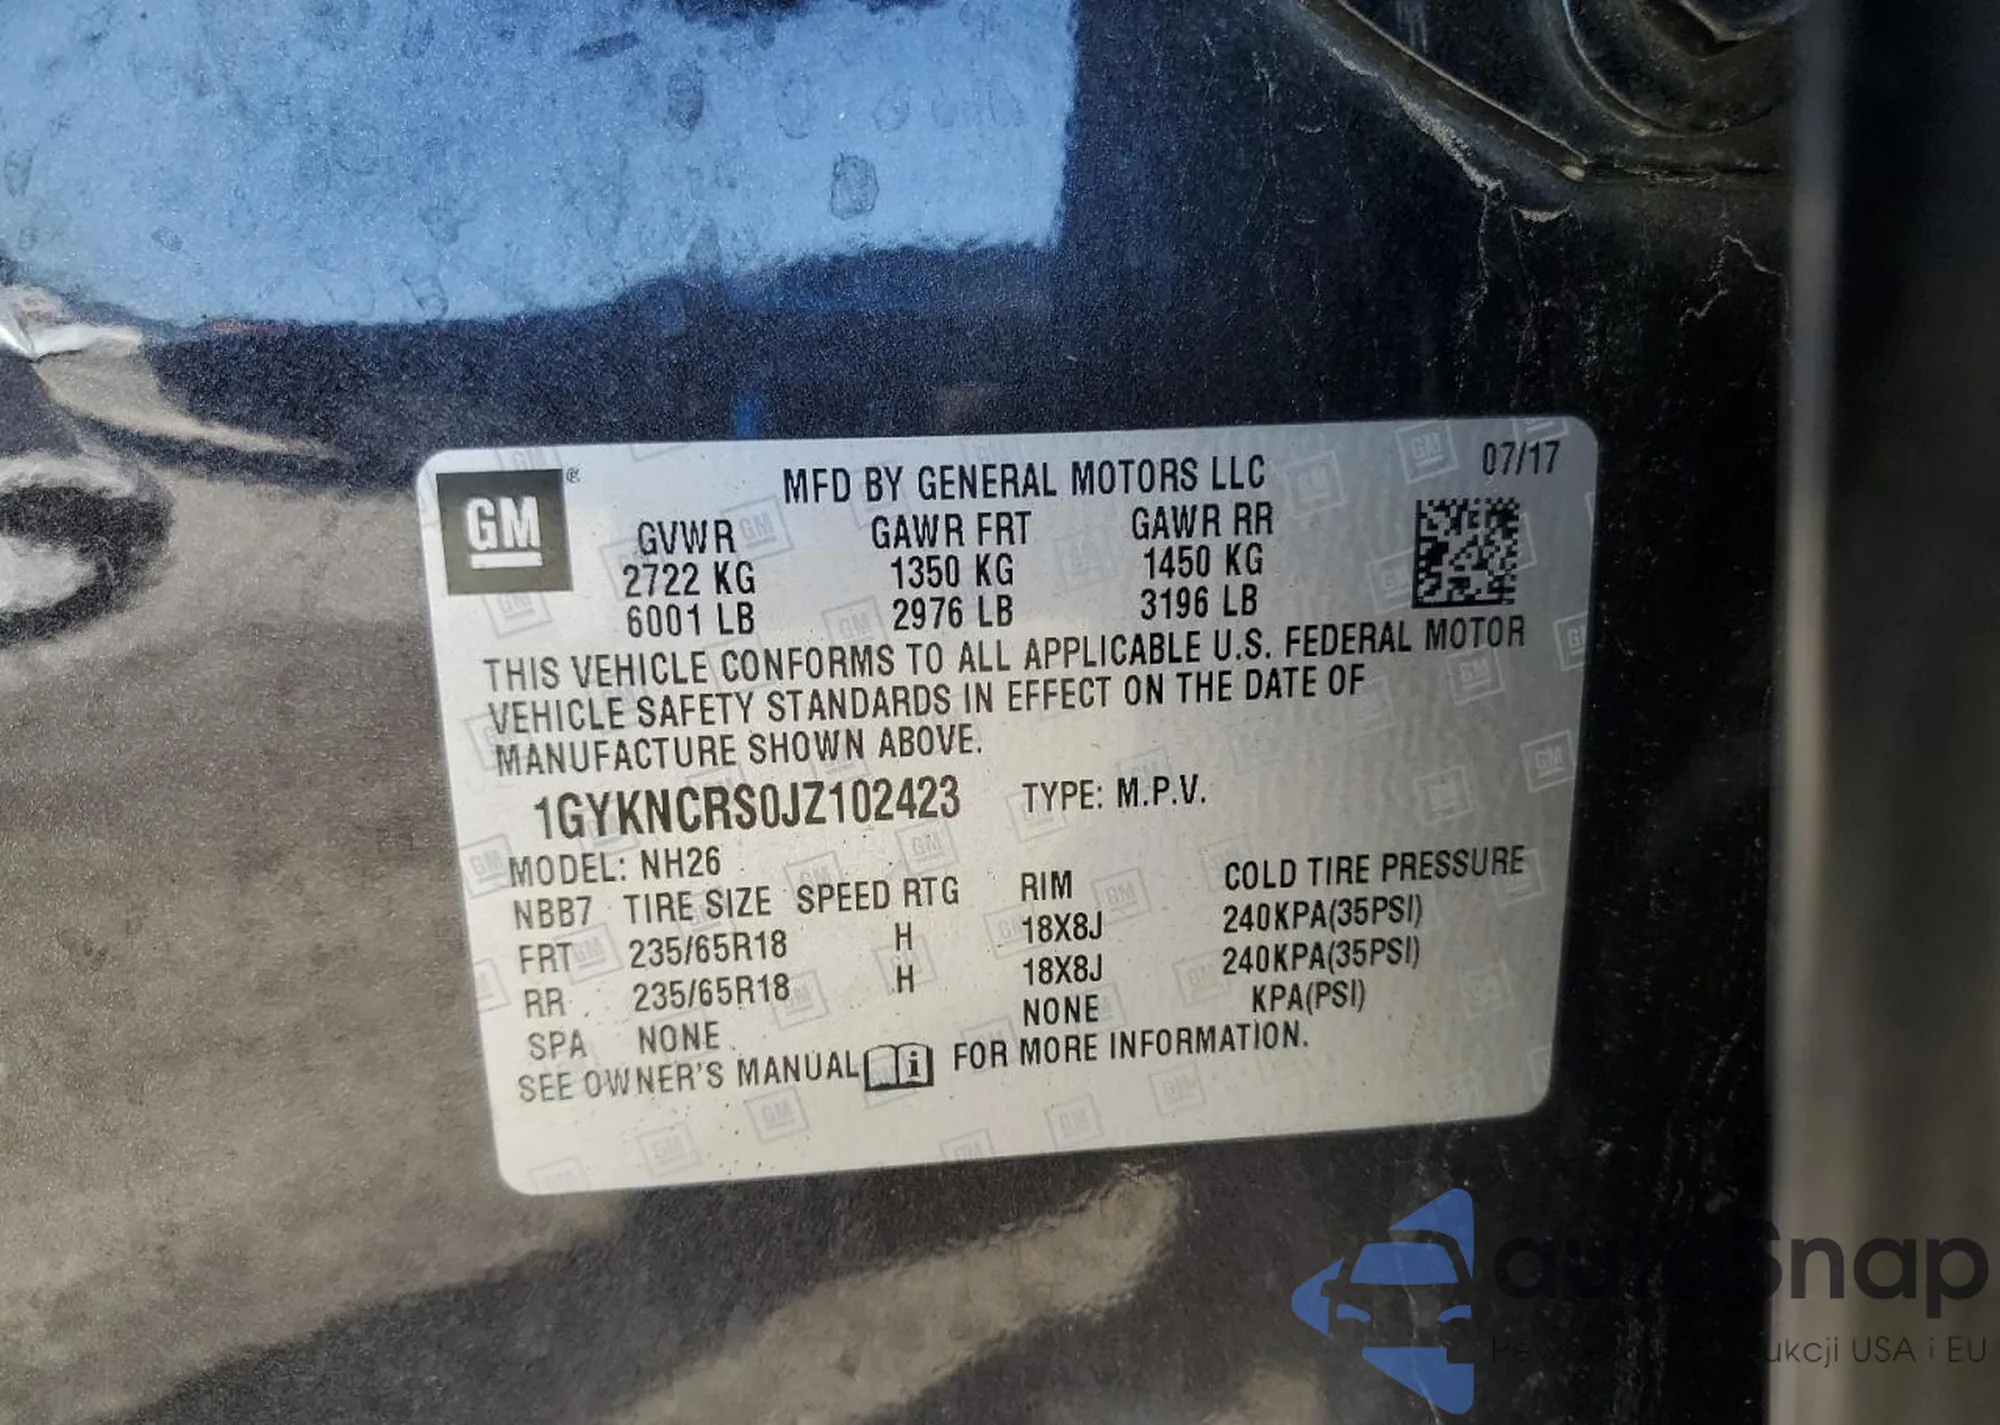 GM
®
MFD BY GENERAL MOTORS LLC
07/17
GVWR GAWR FRT GAWR RR
2722 KG 1350 KG 1450 KG
6001 LB 2976 LB 3196 LB
THIS VEHICLE CONFORMS TO ALL APPLICABLE U.S. FEDERAL MOTOR
VEHICLE SAFETY STANDARDS IN EFFECT ON THE DATE OF
MANUFACTURE SHOWN ABOVE.
1GYKNCRS0JZ102423 TYPE: M.P.V.
MODEL: NH26
NBB7 TIRE SIZE SPEED RTG RIM COLD TIRE PRESSURE
FRT 235/65R18 H 18X8J 240KPA(35PSI)
RR 235/65R18 H 18X8J 240KPA(35PSI)
SPA NONE NONE KPA(PSI)
SEE OWNER'S MANUAL i FOR MORE INFORMATION.
USA i EU